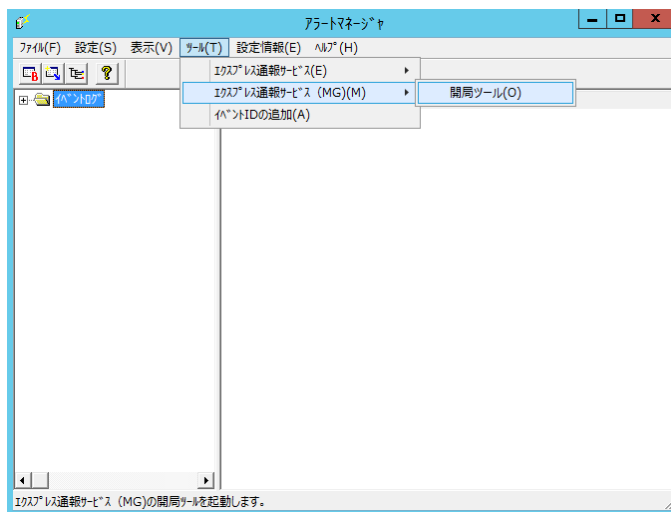 アラートマネージャ
ﾌｧｲﾙ(F) 設定(S) 表示(V) ﾂｰﾙ(T) 設定情報(E) ﾍﾙﾌﾟ(H)
B
?
ｴｸｽﾌﾟﾚｽ通報ｻｰﾋﾞｽ(E)
ｴｸｽﾌﾟﾚｽ通報ｻｰﾋﾞｽ (MG)(M)
開局ツール(O)
ｲﾍﾞﾝﾄIDの追加(A)
ｲﾍﾞﾝﾄﾛｸﾞ
ｴｸｽﾌﾟﾚｽ通報ｻｰﾋﾞｽ (MG)の開局ﾂｰﾙを起動します。